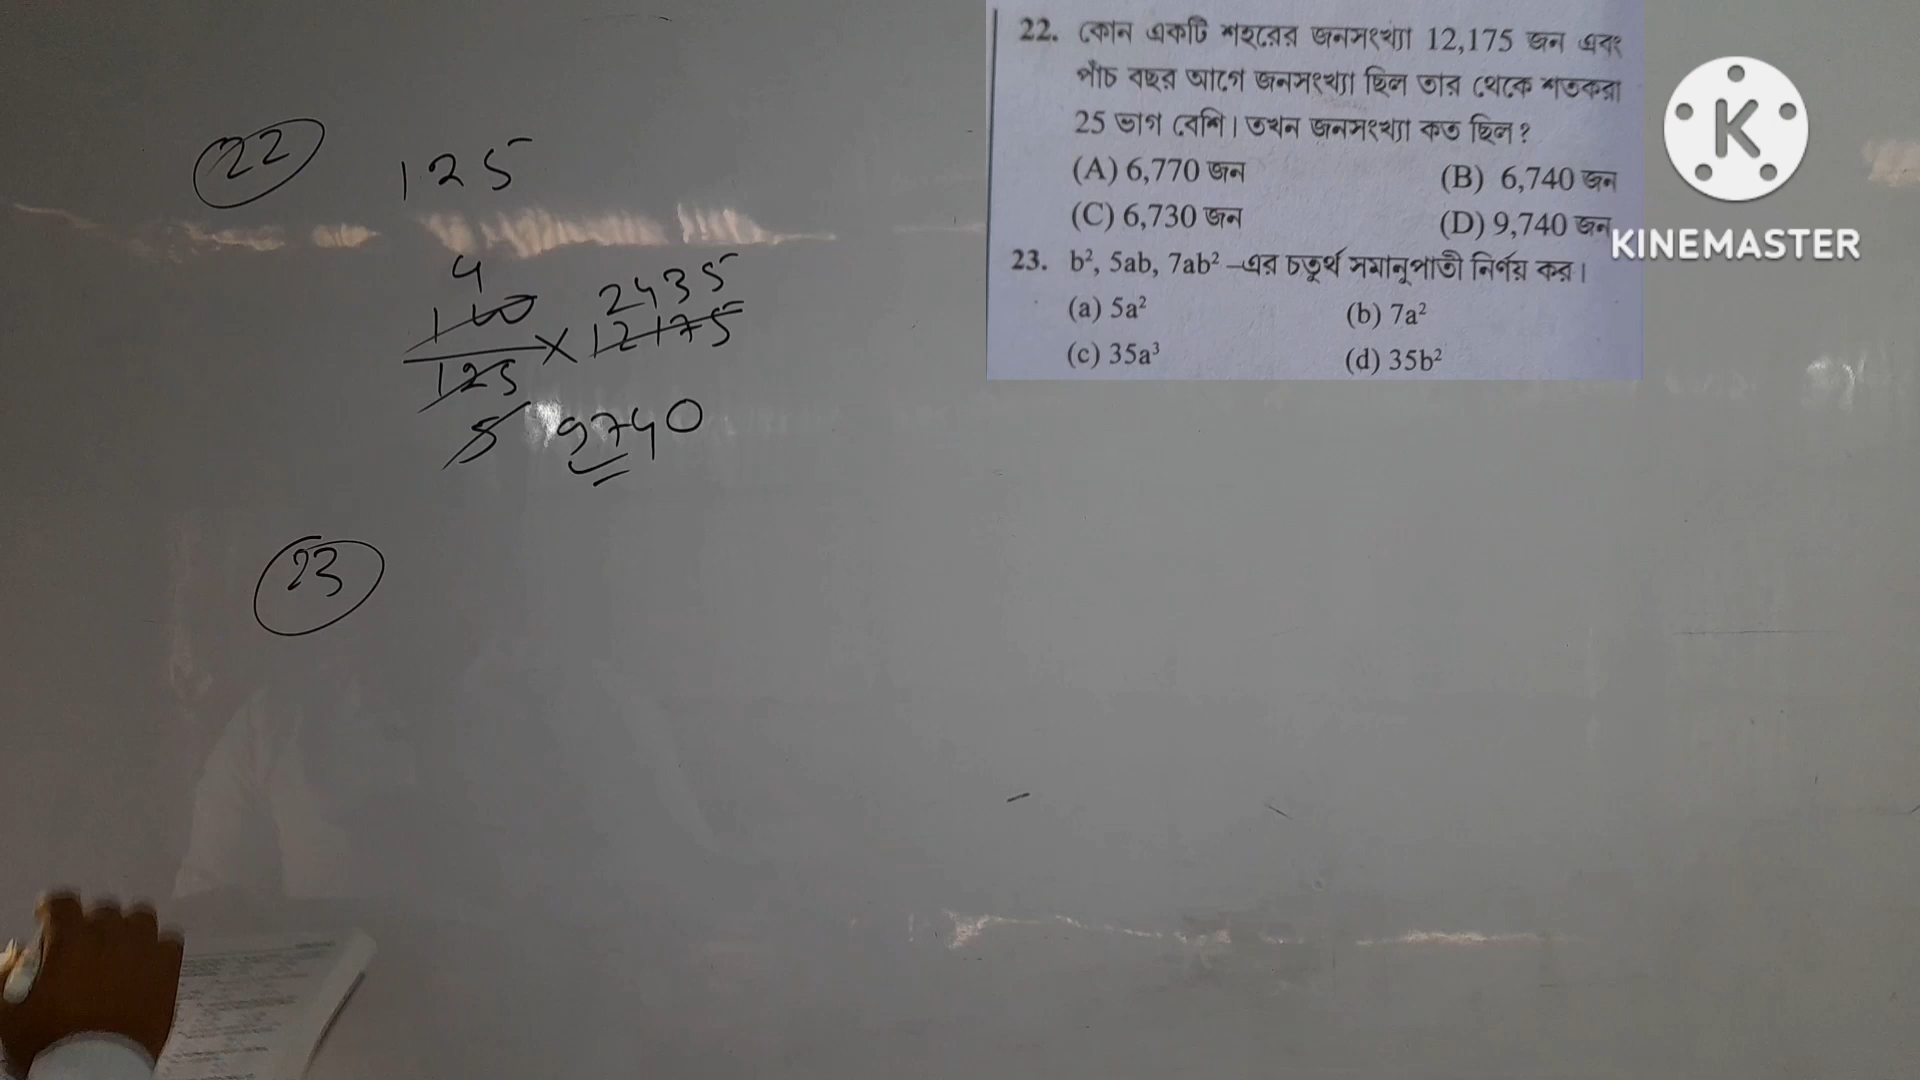 22. কোন একটি শহরের জনসংখ্যা 12,175 জন এবং
পাঁচ বছর আগে জনসংখ্যা ছিল তার থেকে শতকরা
25 ভাগ বেশি। তখন জনসংখ্যা কত ছিল?
(A) 6,770 জন (B) 6,740 জন
(C) 6,730 জন (D) 9,740 জন
23. b², 5ab, 7ab² –এর চতুর্থ সমানুপাতী নির্ণয় কর।
(a) 5a² (b) 7a²
(c) 35a³ (d) 35b²
K
KINEMASTER
22
125
4 2435
100 × 12175
125
5 9740
23